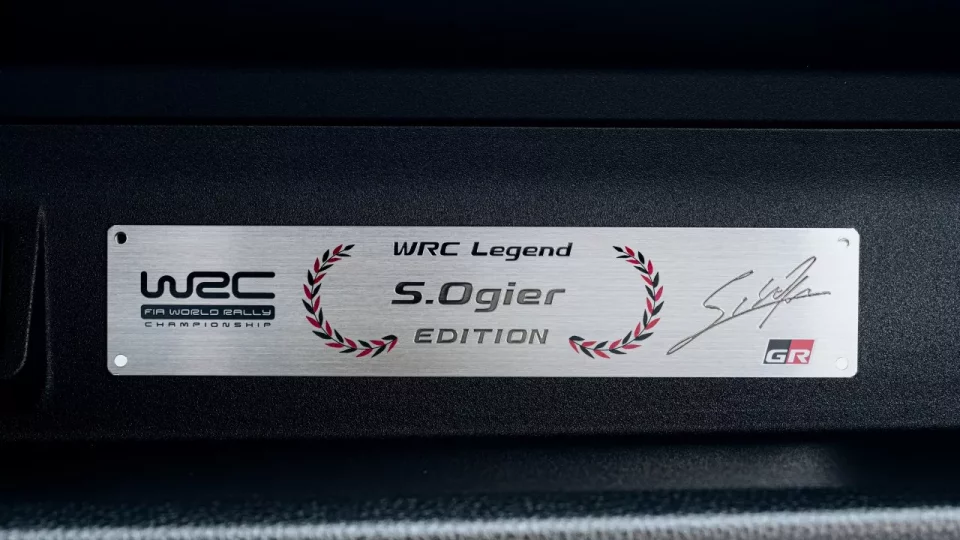 WRC
FIA WORLD RALLY
CHAMPIONSHIP
WRC Legend
S.Ogier
EDITION
GR